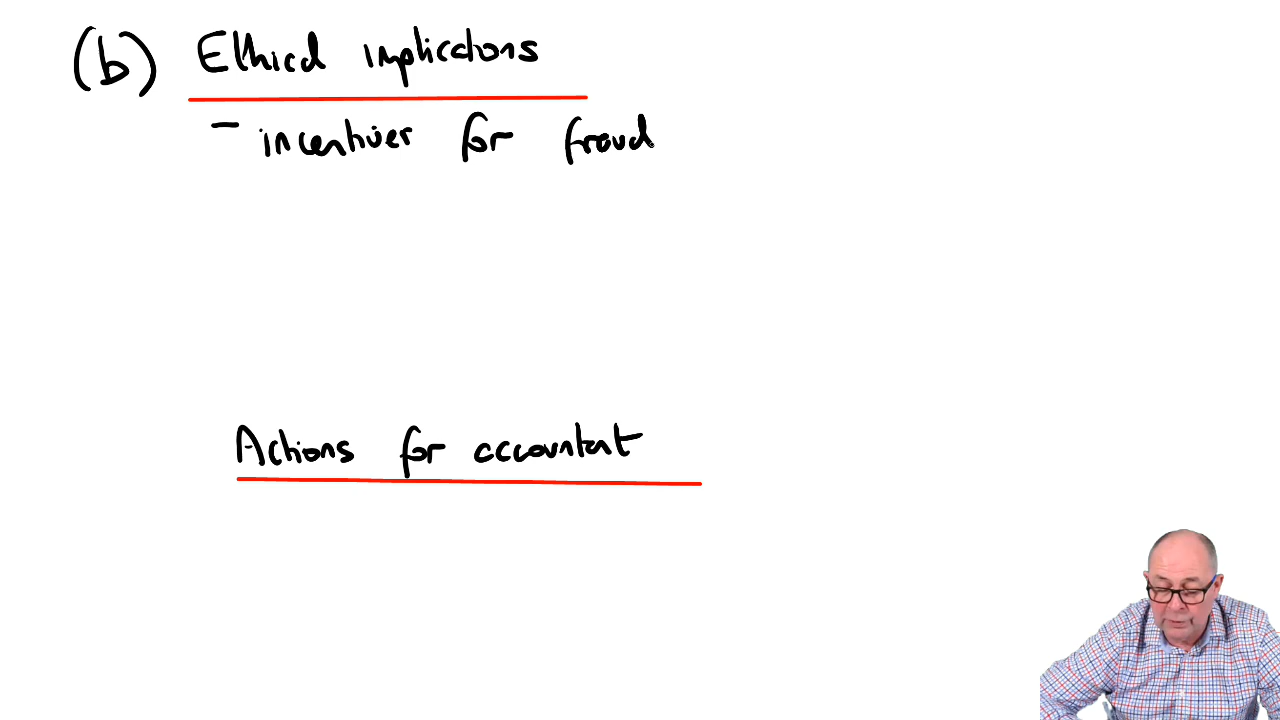 (b) Ethical implications
- incentives for fraud
Actions for accountant